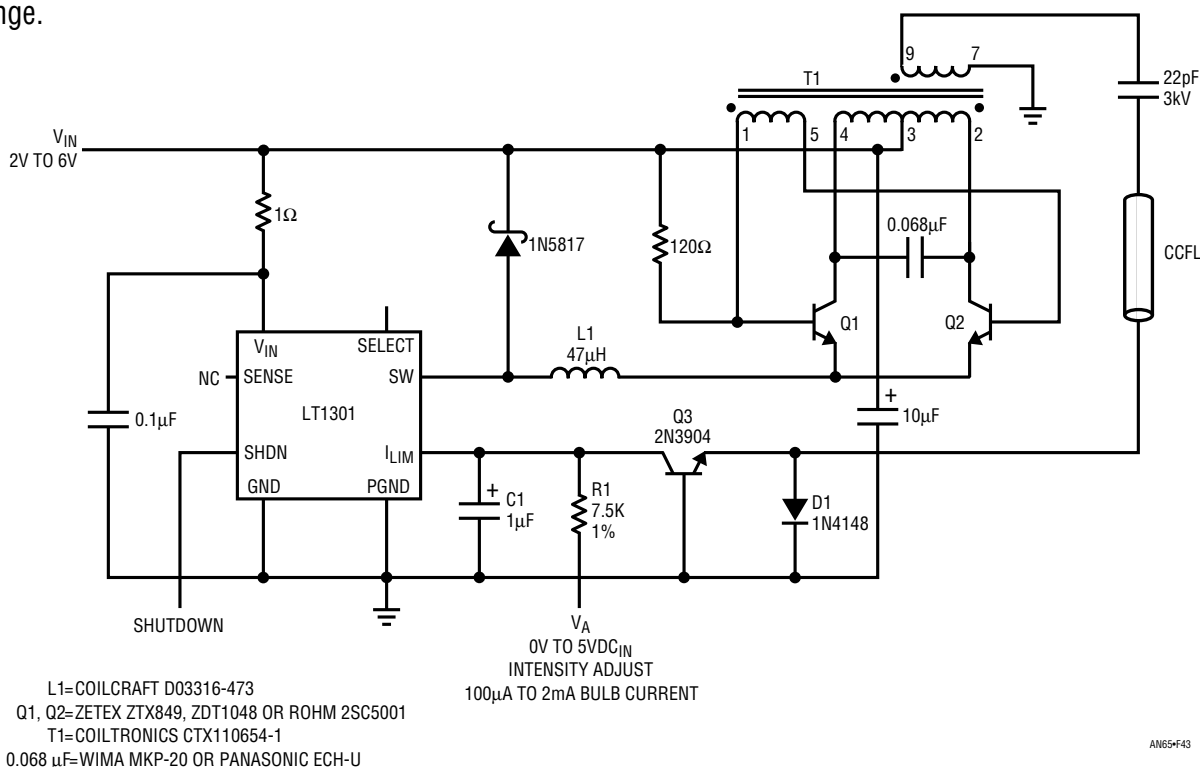 nge.
9
7
T1
22pF
3kV
1
5
4
3
2
VIN
2V TO 6V
1Ω
1N5817
120Ω
0.068µF
CCFL
Q1
Q2
L1
47µH
VIN
SELECT
NC
SENSE
SW
LT1301
0.1µF
10µF
+
Q3
2N3904
SHDN
ILIM
GND
PGND
+
C1
1µF
R1
7.5K
1%
D1
1N4148
SHUTDOWN
VA
0V TO 5VDCIN
INTENSITY ADJUST
100µA TO 2mA BULB CURRENT
L1=COILCRAFT D03316-473
Q1, Q2=ZETEX ZTX849, ZDT1048 OR ROHM 2SC5001
T1=COILTRONICS CTX110654-1
0.068 µF=WIMA MKP-20 OR PANASONIC ECH-U
AN65•F43